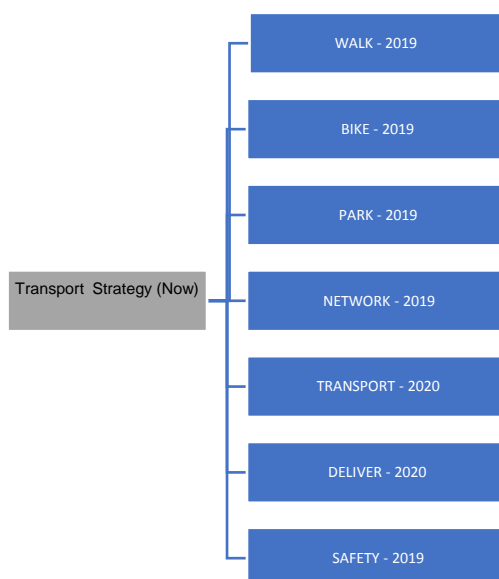 WALK - 2019
BIKE - 2019
PARK - 2019
Transport Strategy (Now)
NETWORK - 2019
TRANSPORT - 2020
DELIVER - 2020
SAFETY - 2019